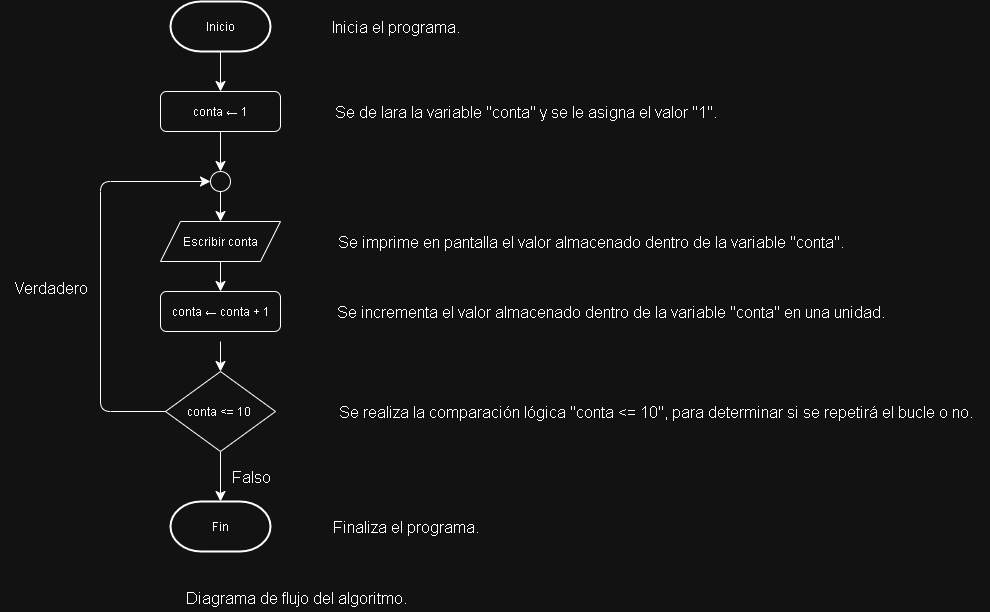 Inicio
Inicia el programa.
conta ← 1
Se de lara la variable "conta" y se le asigna el valor "1".
Escribir conta
Se imprime en pantalla el valor almacenado dentro de la variable "conta".
Verdadero
conta ← conta + 1
Se incrementa el valor almacenado dentro de la variable "conta" en una unidad.
conta <= 10
Se realiza la comparación lógica "conta <= 10", para determinar si se repetirá el bucle o no.
Falso
Fin
Finaliza el programa.
Diagrama de flujo del algoritmo.